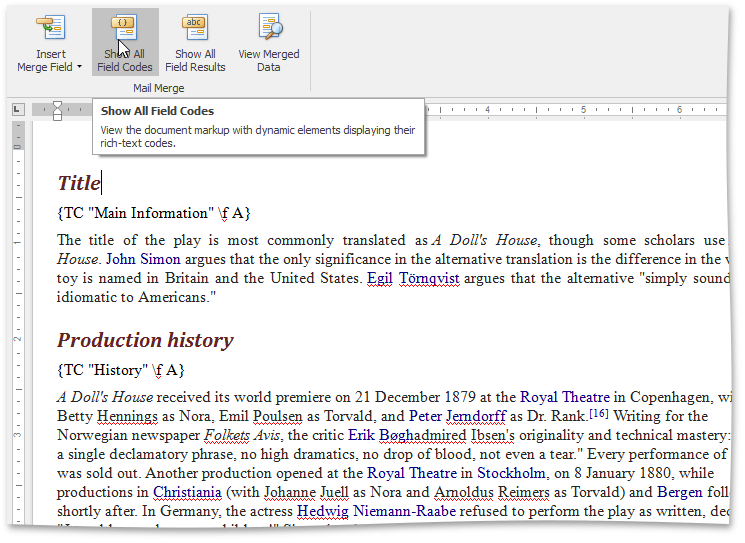 Insert Merge Field
Show All Field Codes
Show All Field Results
View Merged Data
Mail Merge
4 5 6
Show All Field Codes
View the document markup with dynamic elements displaying their
rich-text codes.
Title
{TC "Main Information" \f A}
1
The title of the play is most commonly translated as A Doll's House, though some scholars use
House. John Simon argues that the only significance in the alternative translation is the difference in the
toy is named in Britain and the United States. Egil Törnqvist argues that the alternative "simply sound
idiomatic to Americans."
2
Production history
{TC "History" \f A}
A Doll's House received its world premiere on 21 December 1879 at the Royal Theatre in Copenhagen, wi
Betty Hennings as Nora, Emil Poulsen as Torvald, and Peter Jerndorff as Dr. Rank.[16] Writing for the
3
Norwegian newspaper Folkets Avis, the critic Erik Bøghadmired Ibsen's originality and technical mastery:
a single declamatory phrase, no high dramatics, no drop of blood, not even a tear." Every performance of
was sold out. Another production opened at the Royal Theatre in Stockholm, on 8 January 1880, while
productions in Christiania (with Johanne Juell as Nora and Arnoldus Reimers as Torvald) and Bergen foll
shortly after. In Germany, the actress Hedwig Niemann-Raabe refused to perform the play as written, dec